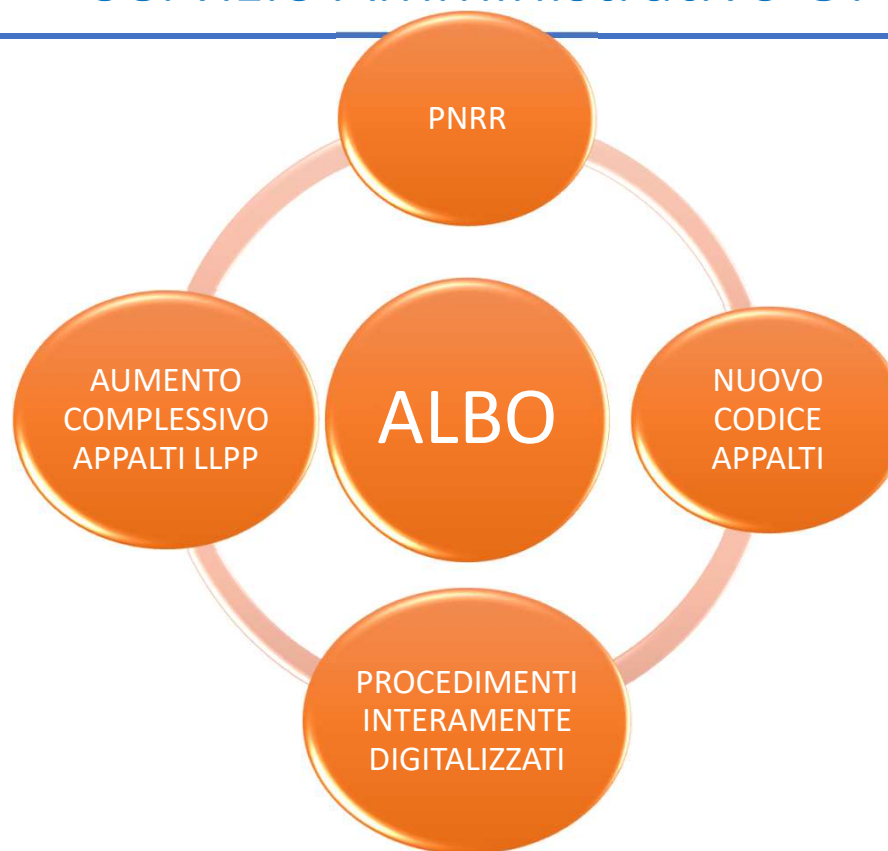 PNRR
AUMENTO
COMPLESSIVO
APPALTI LLPP
ALBO
NUOVO
CODICE
APPALTI
PROCEDIMENTI
INTERAMENTE
DIGITALIZZATI